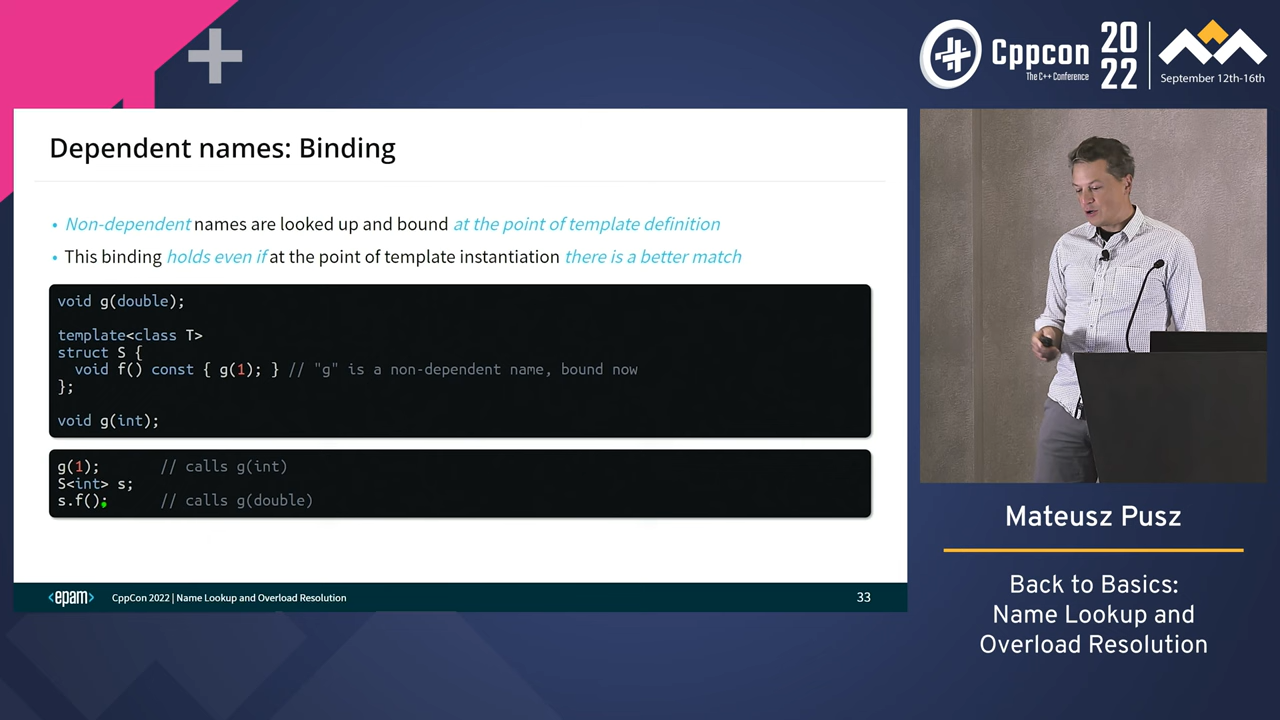 Cppcon
The C++ Conference
20
22
September 12th-16th
Dependent names: Binding
• Non-dependent names are looked up and bound at the point of template definition
• This binding holds even if at the point of template instantiation there is a better match
void g(double);
template<class T>
struct S {
void f() const { g(1); } // "g" is a non-dependent name, bound now
};
void g(int);
g(1); // calls g(int)
S<int> s;
s.f(); // calls g(double)
<epam> CppCon 2022 | Name Lookup and Overload Resolution 33
Mateusz Pusz
Back to Basics:
Name Lookup and
Overload Resolution